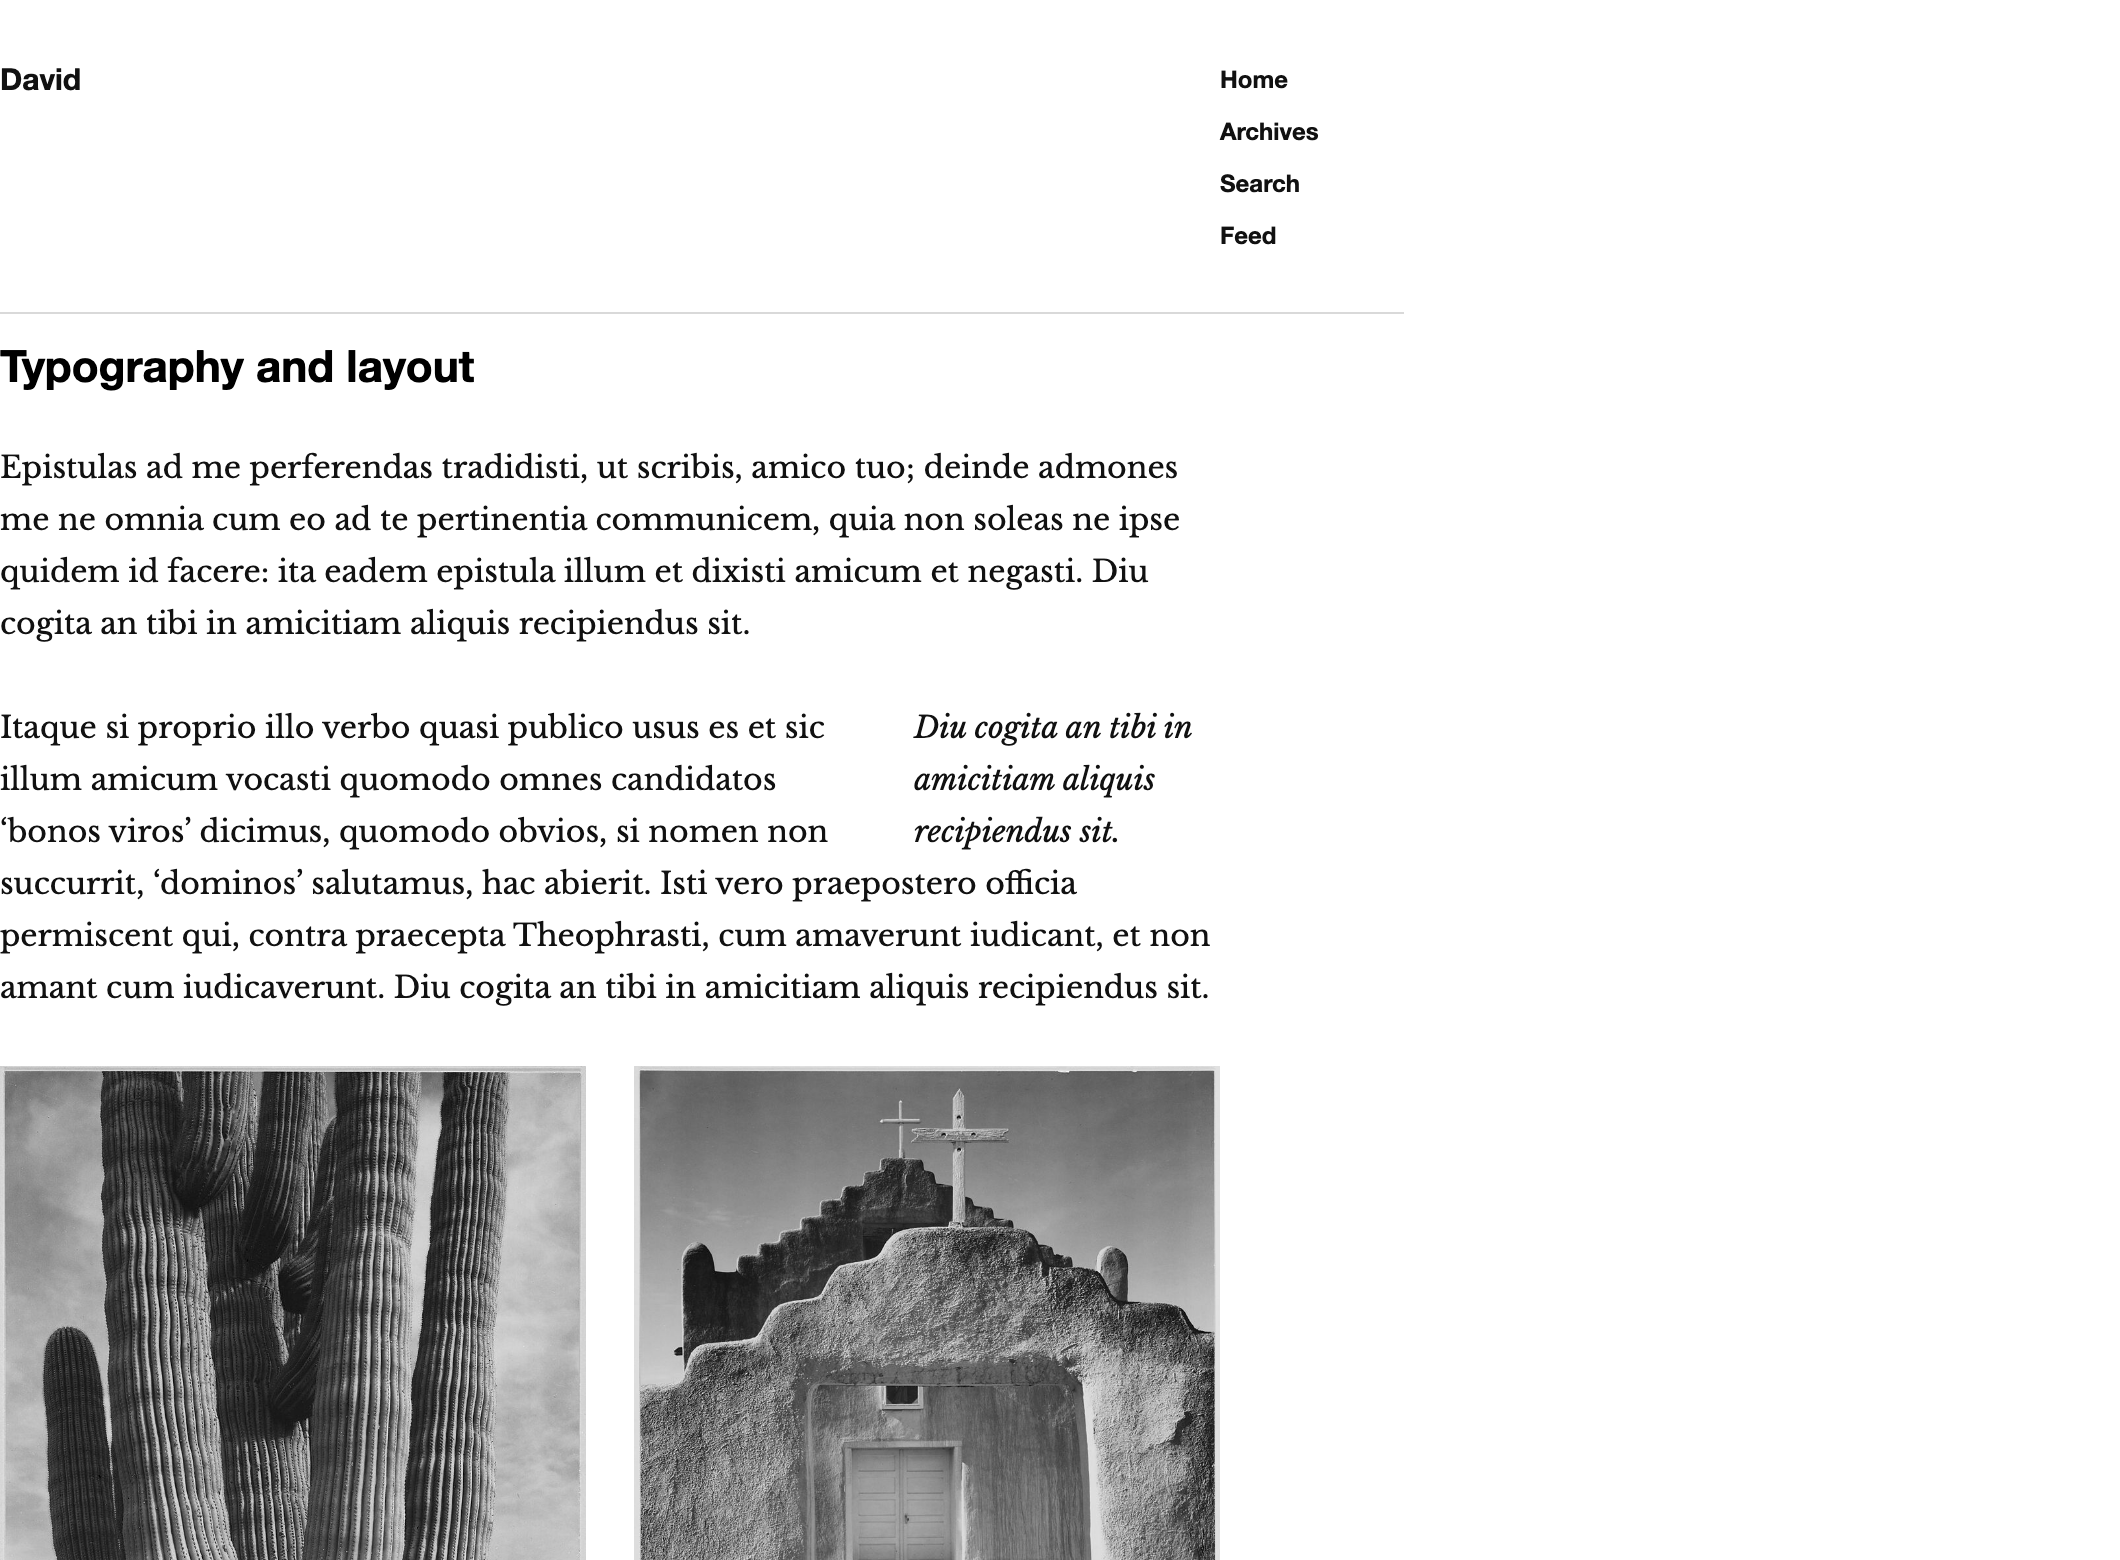 David
Home
Archives
Search
Feed
Typography and layout
Epistulas ad me perferendas tradidisti, ut scribis, amico tuo; deinde admones
me ne omnia cum eo ad te pertinentia communicem, quia non soleas ne ipse
quidem id facere: ita eadem epistula illum et dixisti amicum et negasti. Diu
cogita an tibi in amicitiam aliquis recipiendus sit.
Itaque si proprio illo verbo quasi publico usus es et sic
illum amicum vocasti quomodo omnes candidatos
‘bonos viros’ dicimus, quomodo obvios, si nomen non
succurrit, ‘dominos’ salutamus, hac abierit. Isti vero praepostero officia
permiscent qui, contra praecepta Theophrasti, cum amaverunt iudicant, et non
amant cum iudicaverunt. Diu cogita an tibi in amicitiam aliquis recipiendus sit.
Diu cogita an tibi in
amicitiam aliquis
recipiendus sit.